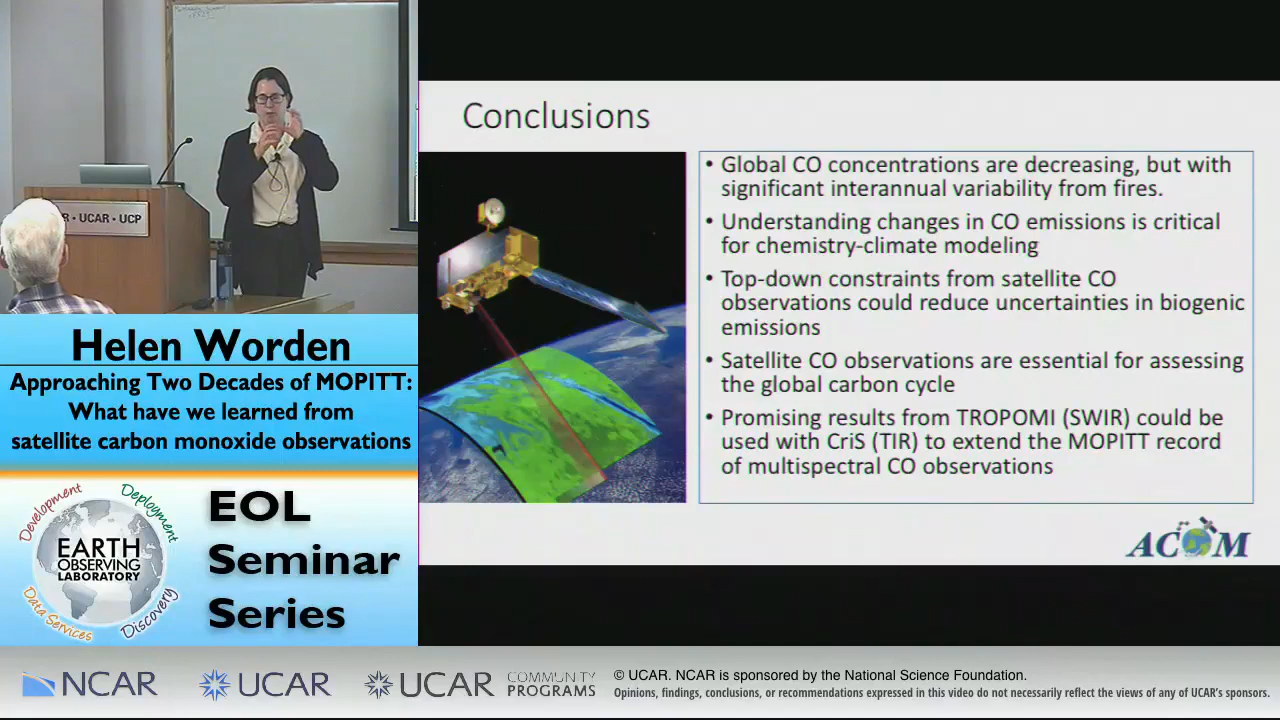 R • UCAR • UCP
Helen Worden
Approaching Two Decades of MOPITT:
What have we learned from
satellite carbon monoxide observations
Development
Deployment
EARTH
OBSERVING
LABORATORY
Data Services
Discovery
EOL
Seminar
Series
Conclusions
• Global CO concentrations are decreasing, but with
significant interannual variability from fires.
• Understanding changes in CO emissions is critical
for chemistry-climate modeling
• Top-down constraints from satellite CO
observations could reduce uncertainties in biogenic
emissions
• Satellite CO observations are essential for assessing
the global carbon cycle
• Promising results from TROPOMI (SWIR) could be
used with CriS (TIR) to extend the MOPITT record
of multispectral CO observations
ACOM
NCAR
UCAR
UCAR
COMMUNITY
PROGRAMS
© UCAR. NCAR is sponsored by the National Science Foundation.
Opinions, findings, conclusions, or recommendations expressed in this video do not necessarily reflect the views of any of UCAR's sponsors.